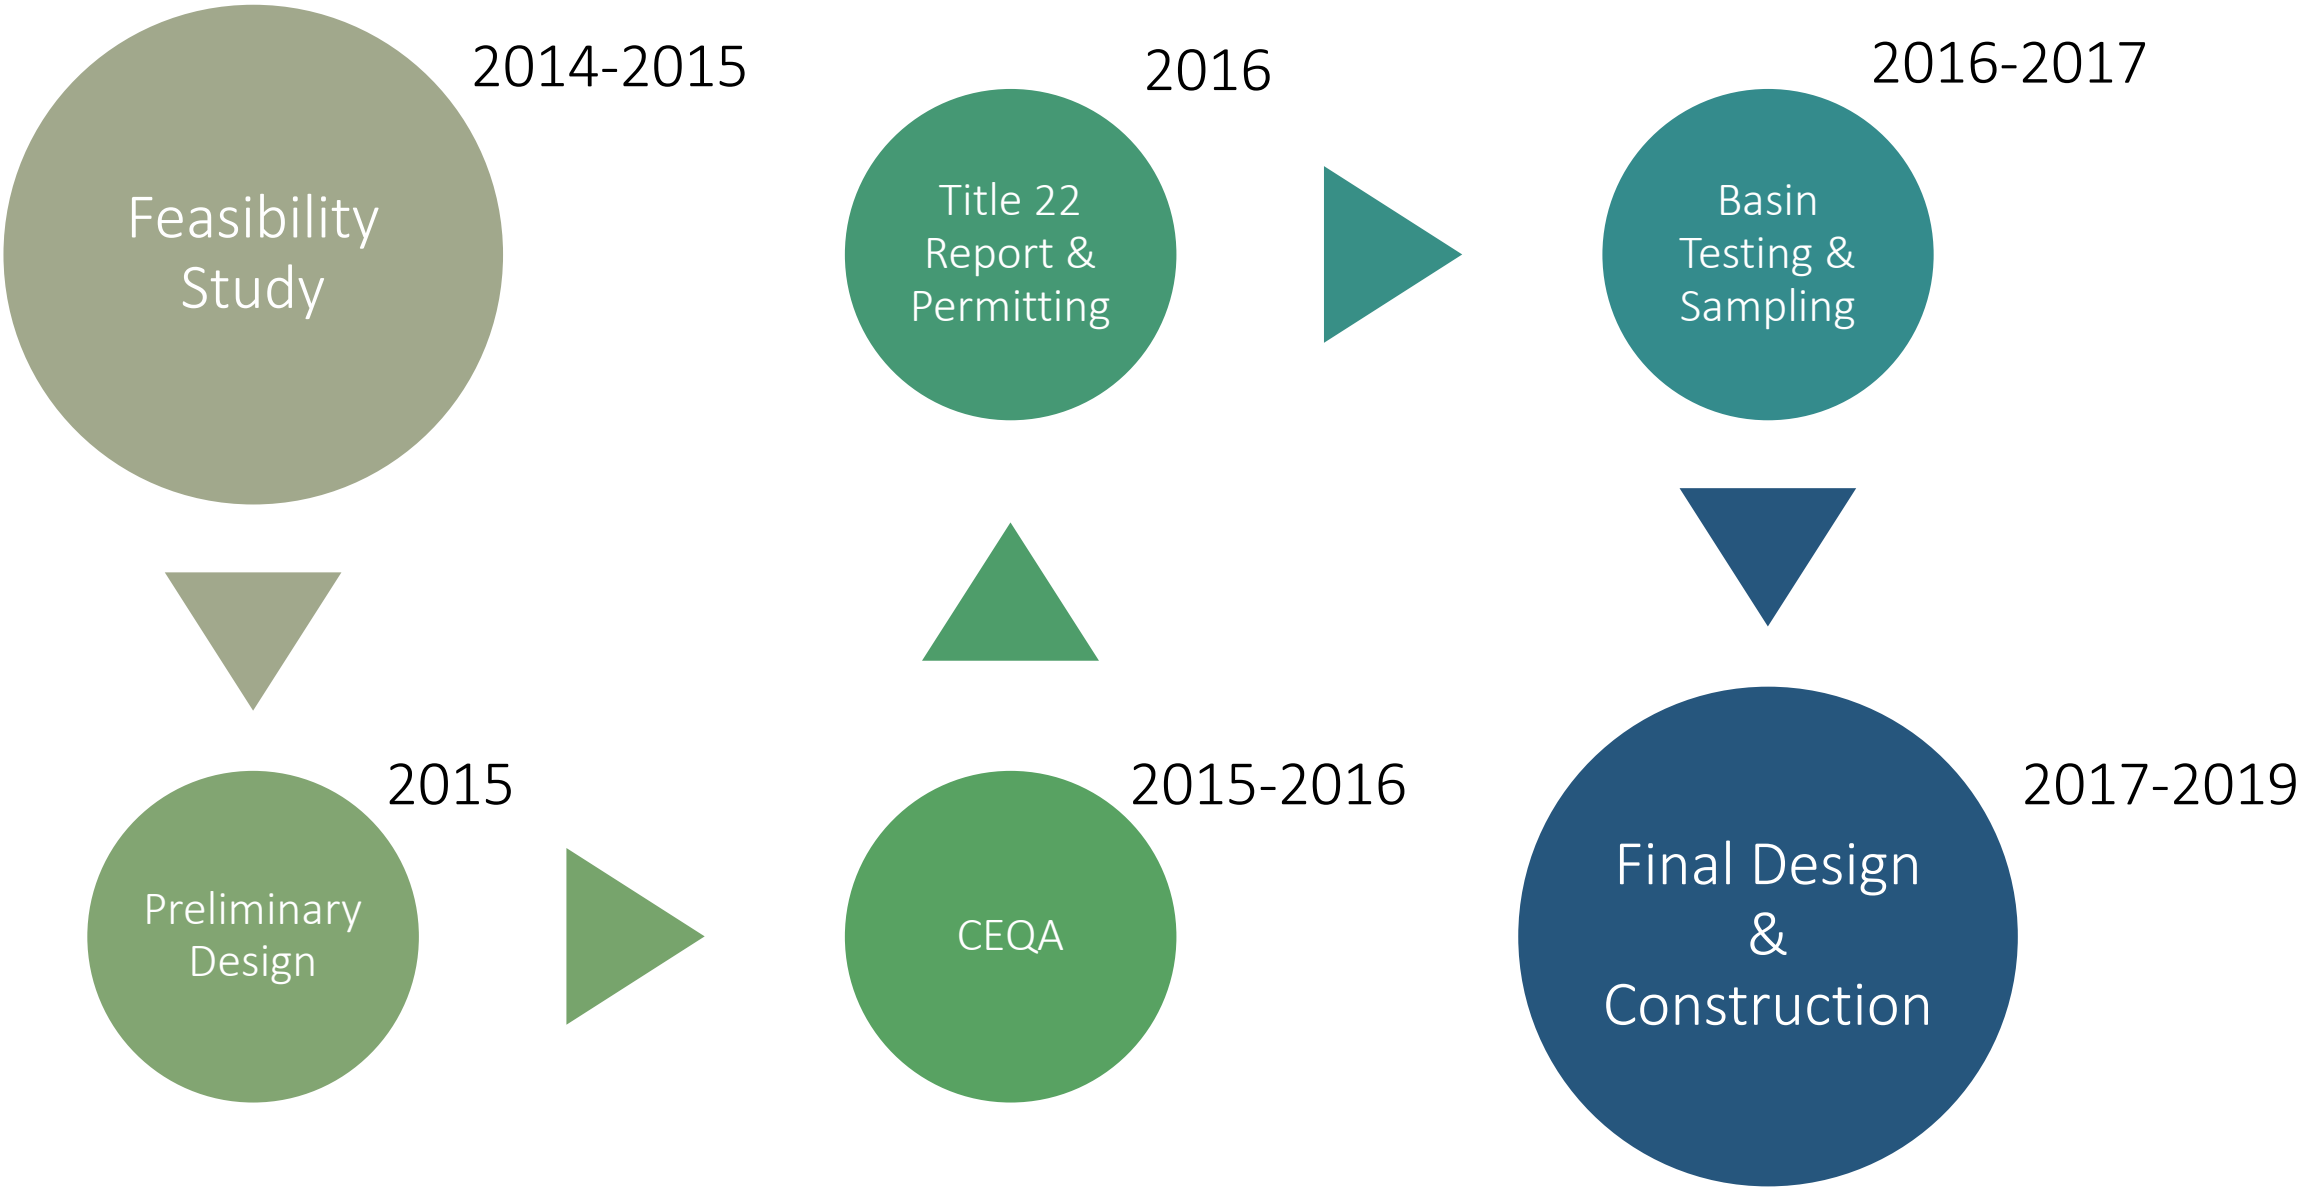 2014-2015
Feasibility
Study
2015
Preliminary
Design
2015-2016
CEQA
2016
Title 22
Report &
Permitting
2016-2017
Basin
Testing &
Sampling
2017-2019
Final Design
&
Construction